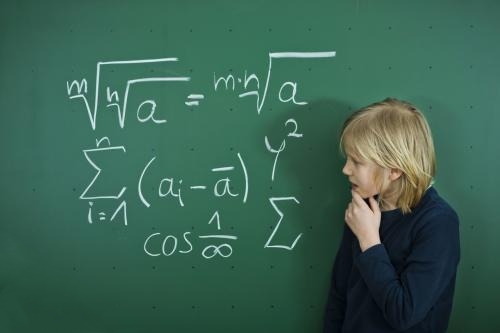 ᵐ√ⁿ√a = ᵐ·ⁿ√a
y²
n
∑ (aᵢ - a̅)
i=1
∑
cos 1/∞